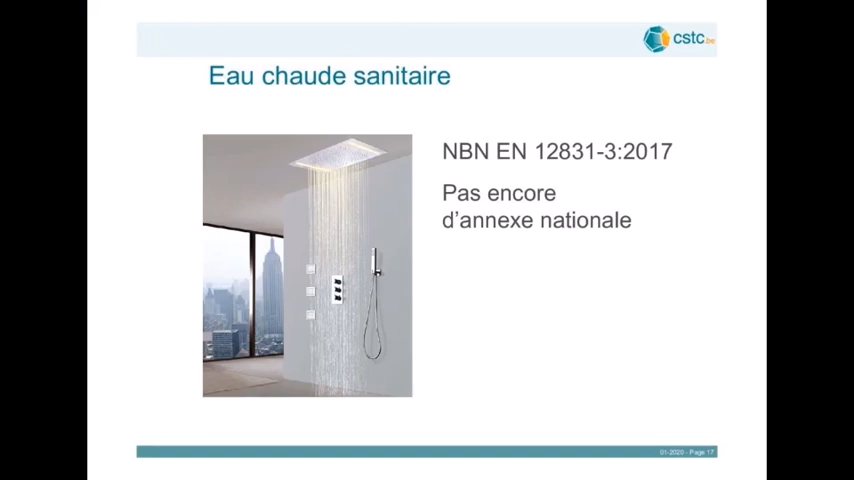 cstc.be
Eau chaude sanitaire
NBN EN 12831-3:2017
Pas encore
d'annexe nationale
01-2020 - Page 17